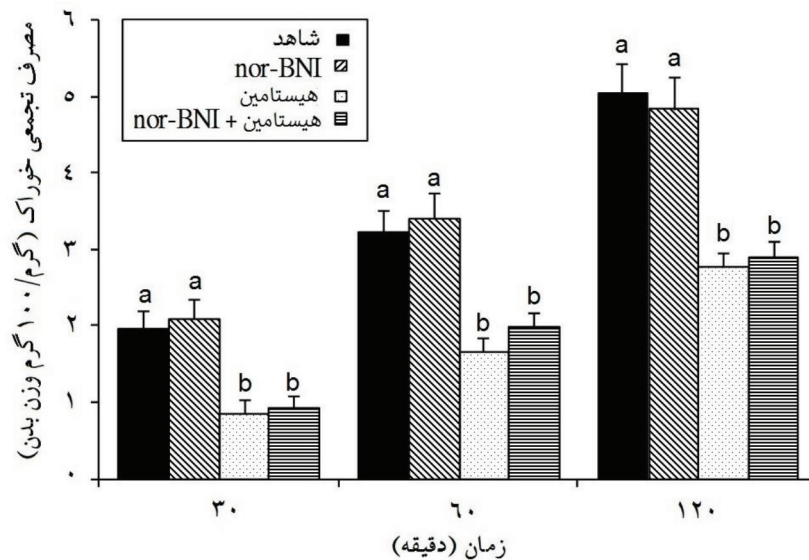 مصرف تجمعی خوراک (گرم/۱۰۰ گرم وزن بدن)
۶
۵
۴
۳
۲
۱
۰
شاهد
nor-BNI
هیستامین
nor-BNI + هیستامین
a a b b
a a b b
a a b b
۳۰ ۶۰ ۱۲۰
زمان (دقیقه)